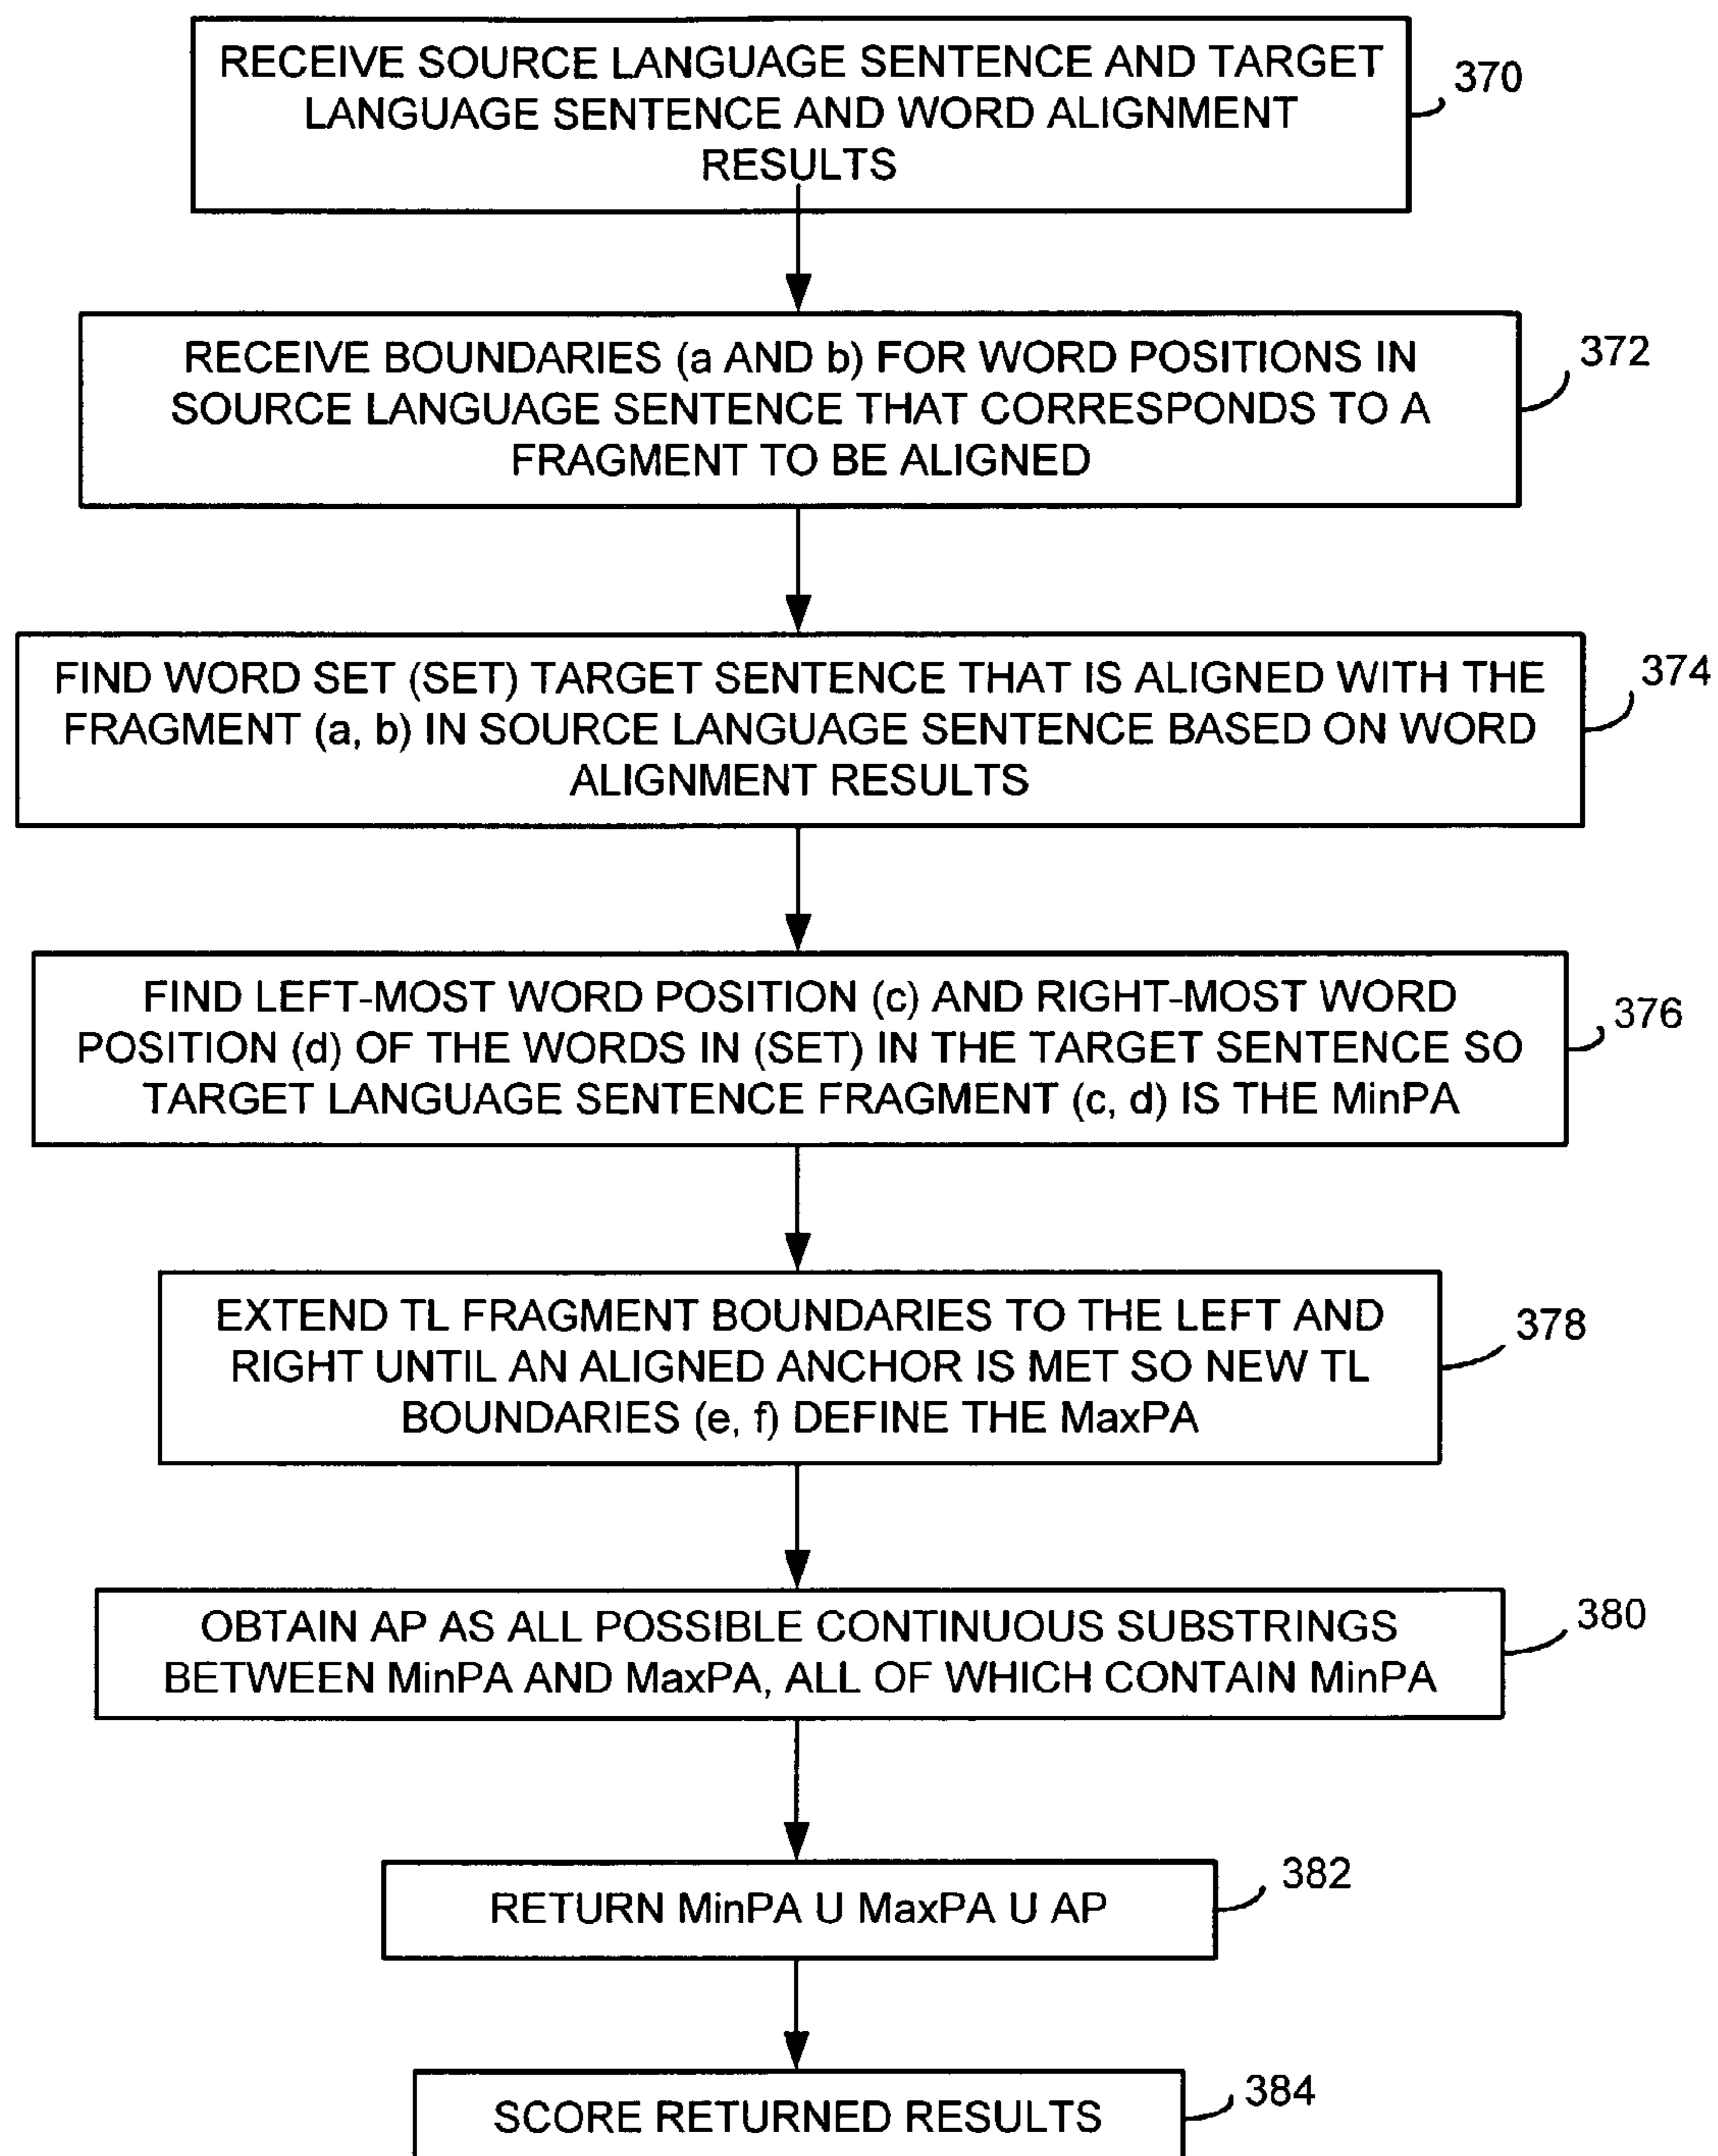 RECEIVE SOURCE LANGUAGE SENTENCE AND TARGET
LANGUAGE SENTENCE AND WORD ALIGNMENT
RESULTS
370
RECEIVE BOUNDARIES (a AND b) FOR WORD POSITIONS IN
SOURCE LANGUAGE SENTENCE THAT CORRESPONDS TO A
FRAGMENT TO BE ALIGNED
372
FIND WORD SET (SET) TARGET SENTENCE THAT IS ALIGNED WITH THE
FRAGMENT (a, b) IN SOURCE LANGUAGE SENTENCE BASED ON WORD
ALIGNMENT RESULTS
374
FIND LEFT-MOST WORD POSITION (c) AND RIGHT-MOST WORD
POSITION (d) OF THE WORDS IN (SET) IN THE TARGET SENTENCE SO
TARGET LANGUAGE SENTENCE FRAGMENT (c, d) IS THE MinPA
376
EXTEND TL FRAGMENT BOUNDARIES TO THE LEFT AND
RIGHT UNTIL AN ALIGNED ANCHOR IS MET SO NEW TL
BOUNDARIES (e, f) DEFINE THE MaxPA
378
OBTAIN AP AS ALL POSSIBLE CONTINUOUS SUBSTRINGS
BETWEEN MinPA AND MaxPA, ALL OF WHICH CONTAIN MinPA
380
RETURN MinPA U MaxPA U AP
382
SCORE RETURNED RESULTS
384